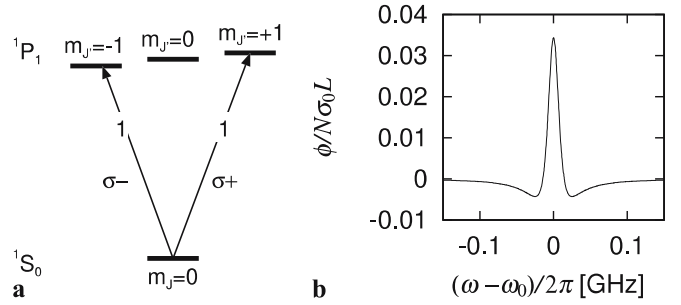 ¹P₁
m_J'=-1
m_J'=0
m_J'=+1
1
1
σ−
σ+
¹S₀
m_J=0
a
0.04
0.03
0.02
0.01
0
-0.01
ϕ/Nσ₀L
-0.1
0
0.1
(ω−ω₀)/2π [GHz]
b